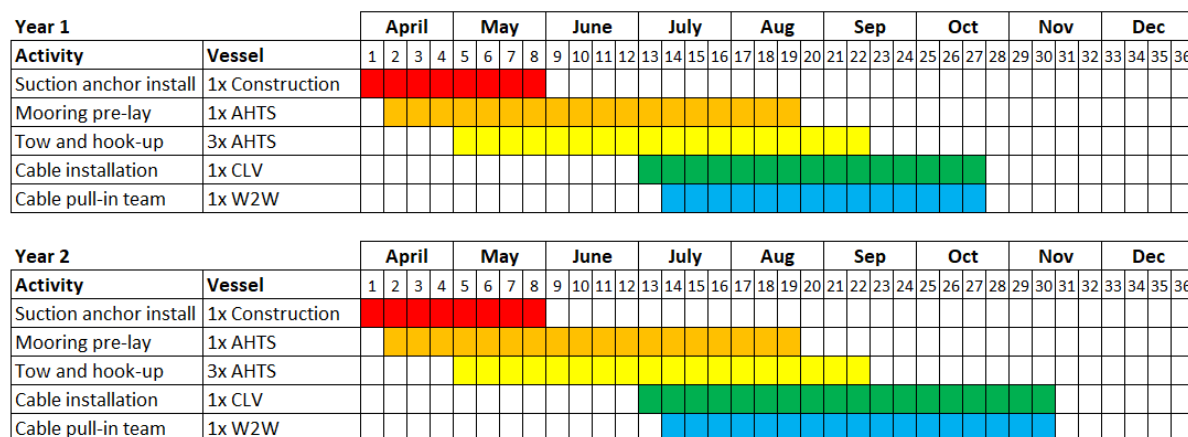 Year 1 April May June July Aug Sep Oct Nov Dec
Activity Vessel 1 2 3 4 5 6 7 8 9 10 11 12 13 14 15 16 17 18 19 20 21 22 23 24 25 26 27 28 29 30 31 32 33 34 35 36
Suction anchor install 1x Construction
Mooring pre-lay 1x AHTS
Tow and hook-up 3x AHTS
Cable installation 1x CLV
Cable pull-in team 1x W2W
Year 2 April May June July Aug Sep Oct Nov Dec
Activity Vessel 1 2 3 4 5 6 7 8 9 10 11 12 13 14 15 16 17 18 19 20 21 22 23 24 25 26 27 28 29 30 31 32 33 34 35 36
Suction anchor install 1x Construction
Mooring pre-lay 1x AHTS
Tow and hook-up 3x AHTS
Cable installation 1x CLV
Cable pull-in team 1x W2W